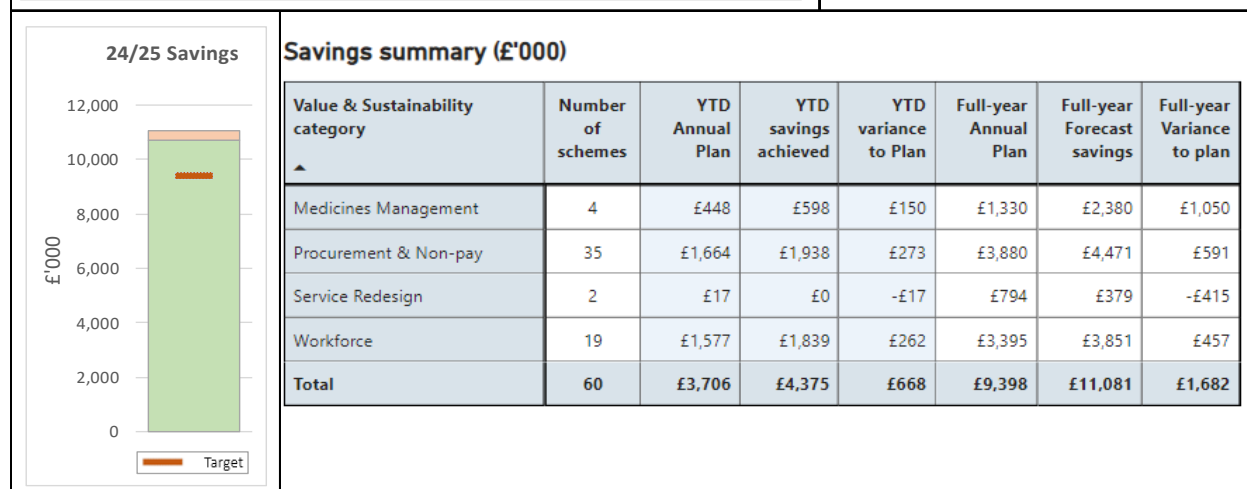 24/25 Savings
12,000
10,000
8,000
6,000
4,000
2,000
0
£'000
Target
Savings summary (£'000)
Value & Sustainability category Number of schemes YTD Annual Plan YTD savings achieved YTD variance to Plan Full-year Annual Plan Full-year Forecast savings Full-year Variance to plan
Medicines Management 4 £448 £598 £150 £1,330 £2,380 £1,050
Procurement & Non-pay 35 £1,664 £1,938 £273 £3,880 £4,471 £591
Service Redesign 2 £17 £0 -£17 £794 £379 -£415
Workforce 19 £1,577 £1,839 £262 £3,395 £3,851 £457
Total 60 £3,706 £4,375 £668 £9,398 £11,081 £1,682